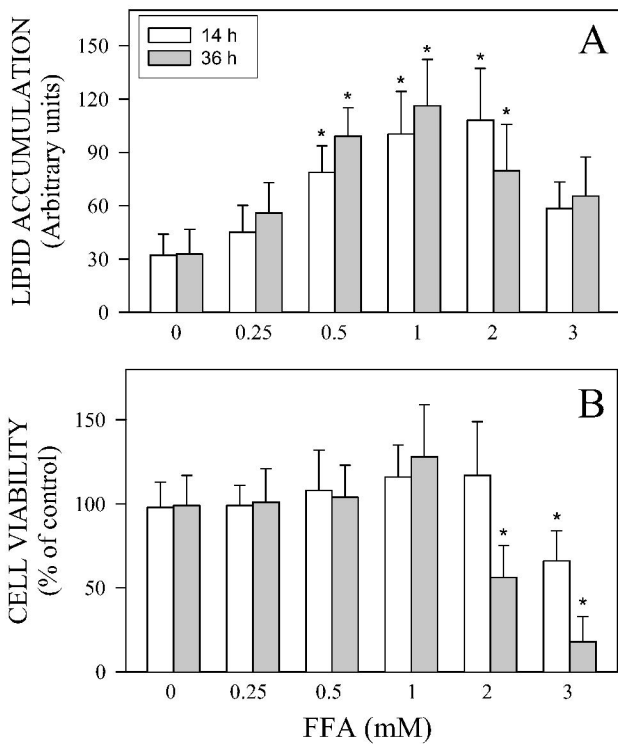 14 h
36 h
A
LIPID ACCUMULATION
(Arbitrary units)
150
120
90
60
30
0
* * * * * *
0 0.25 0.5 1 2 3
B
CELL VIABILITY
(% of control)
150
100
50
0
* * *
0 0.25 0.5 1 2 3
FFA (mM)